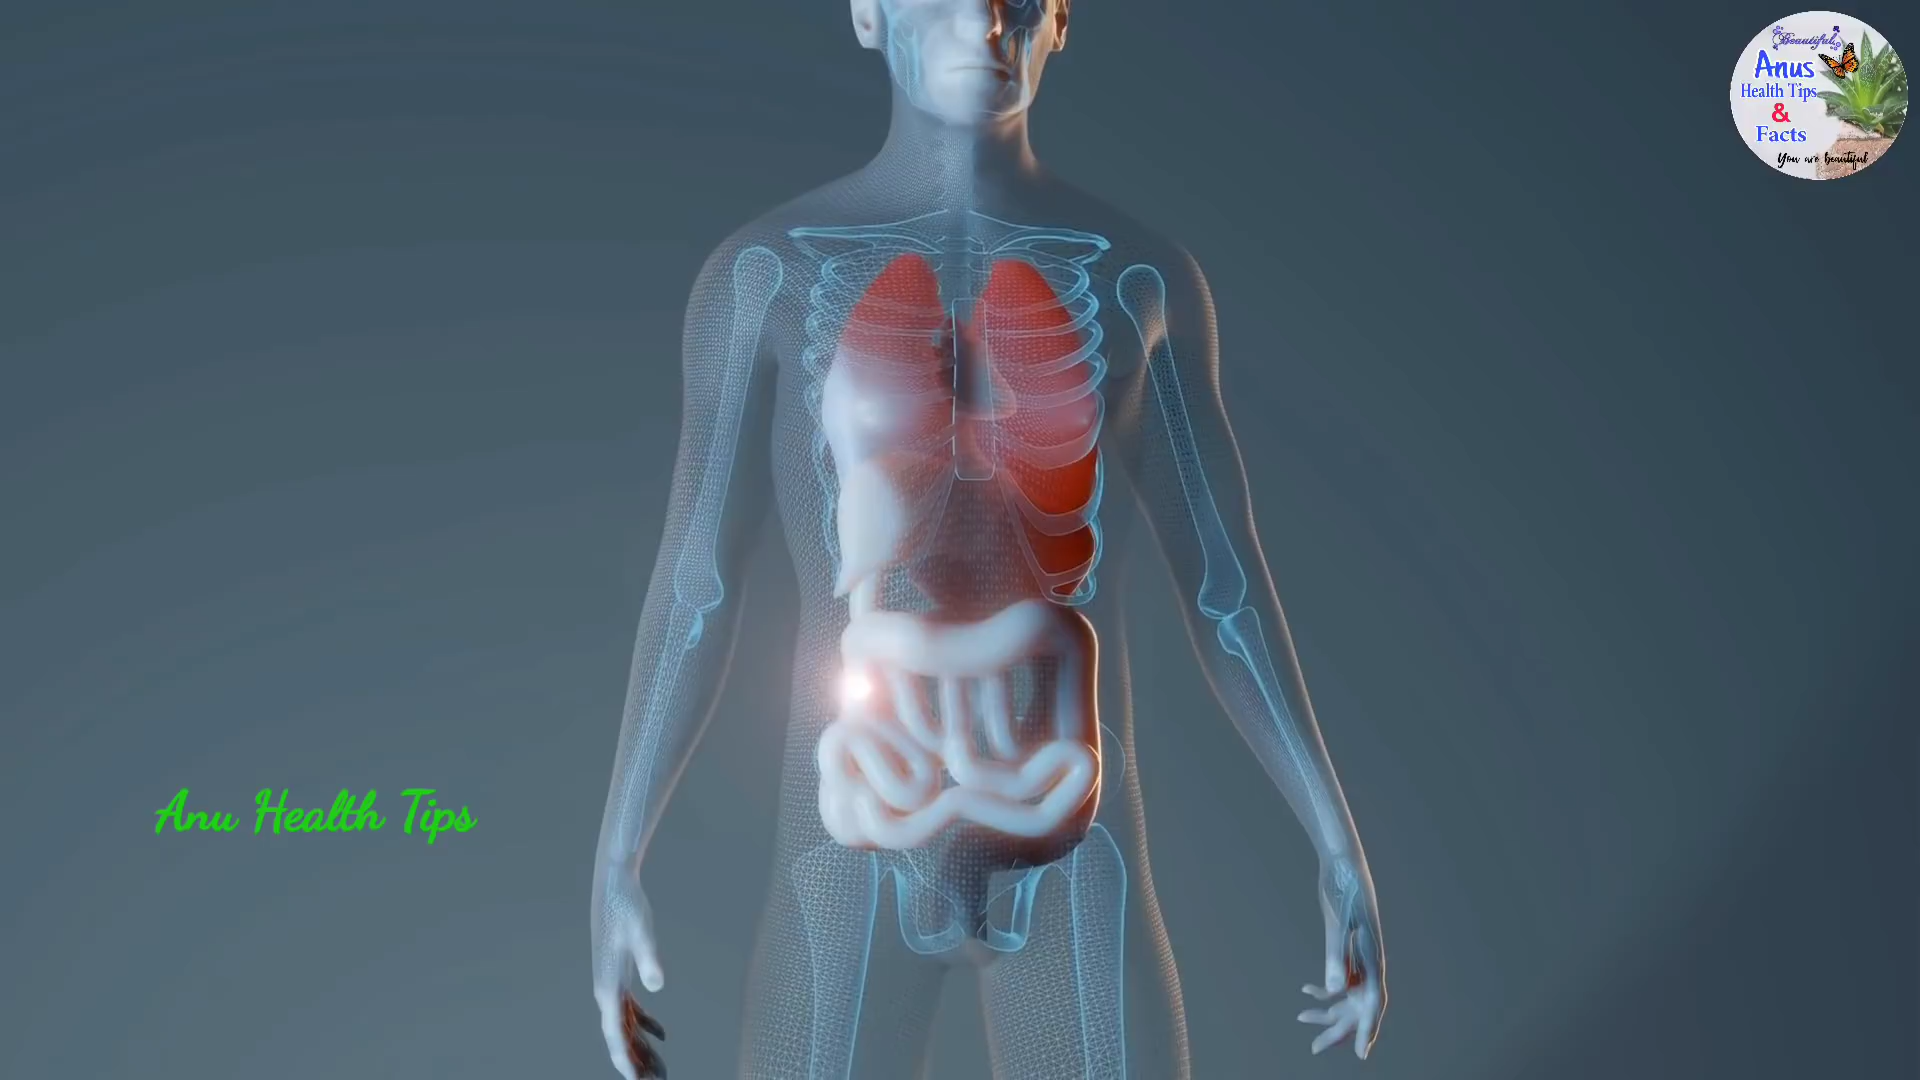 Beautiful
Anus
Health Tips
&
Facts
You are beautiful
Anu Health Tips